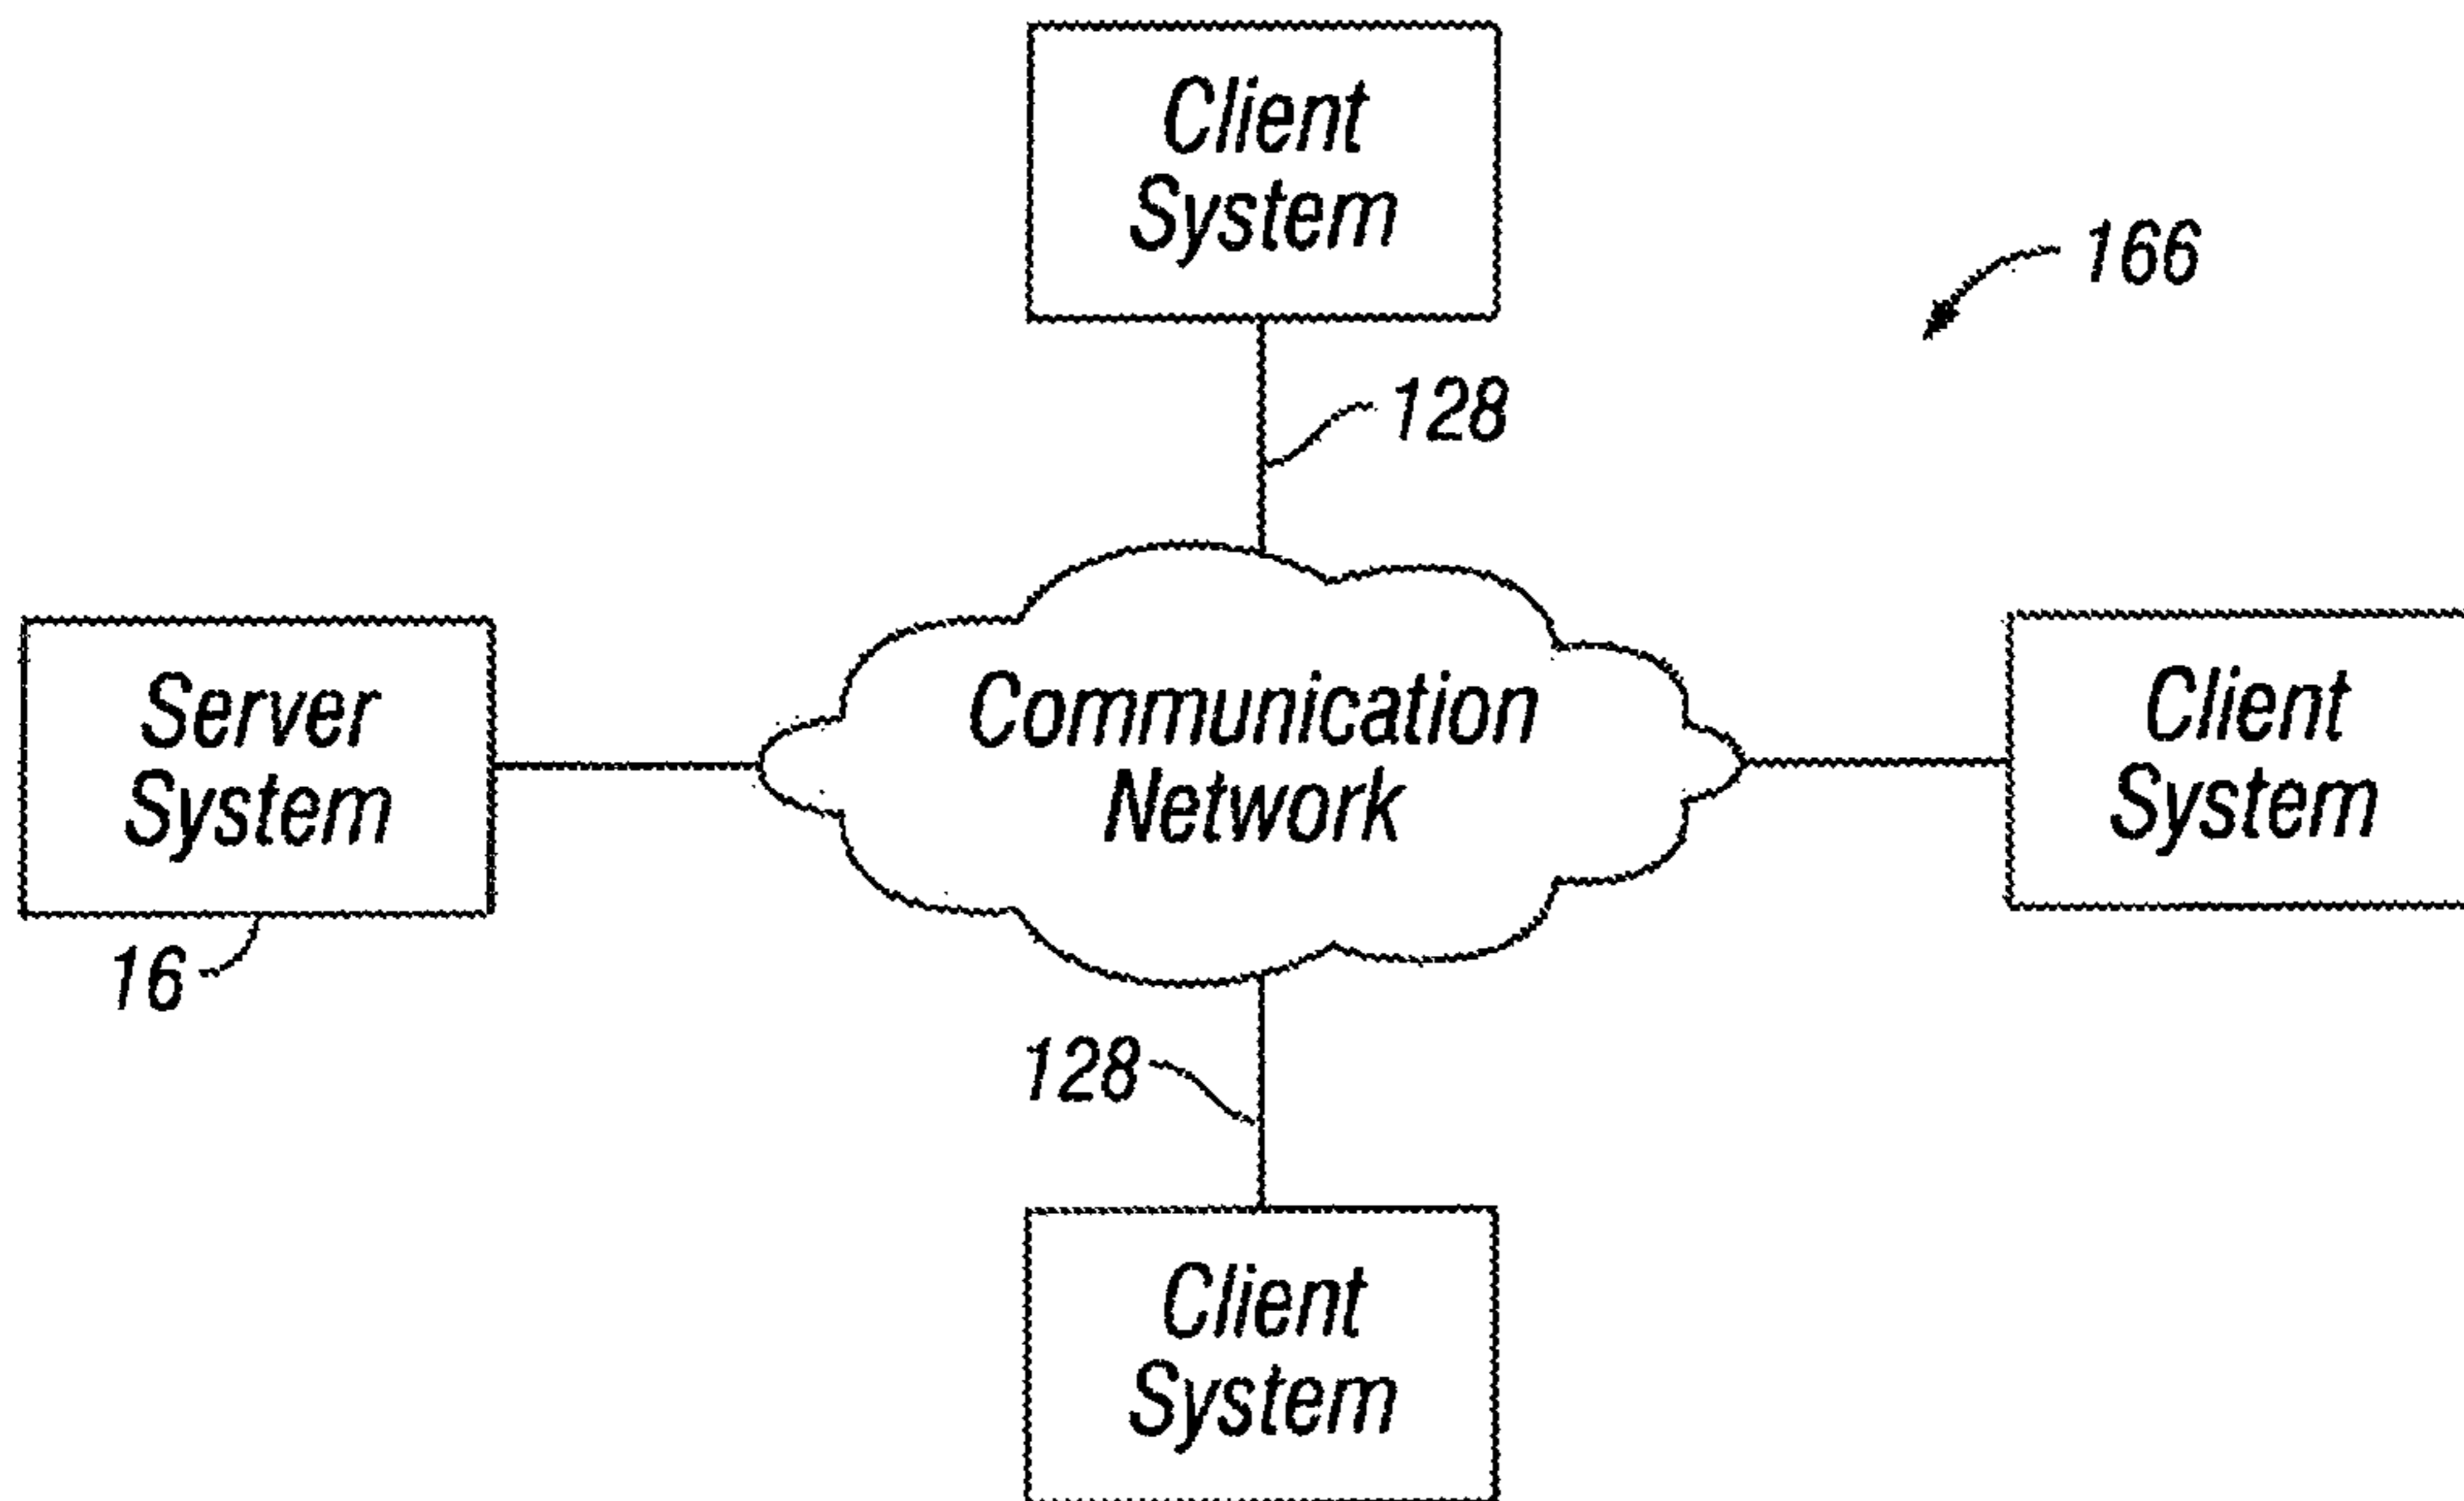 Client
System
166
128
Server
System
Communication
Network
Client
System
16
128
Client
System